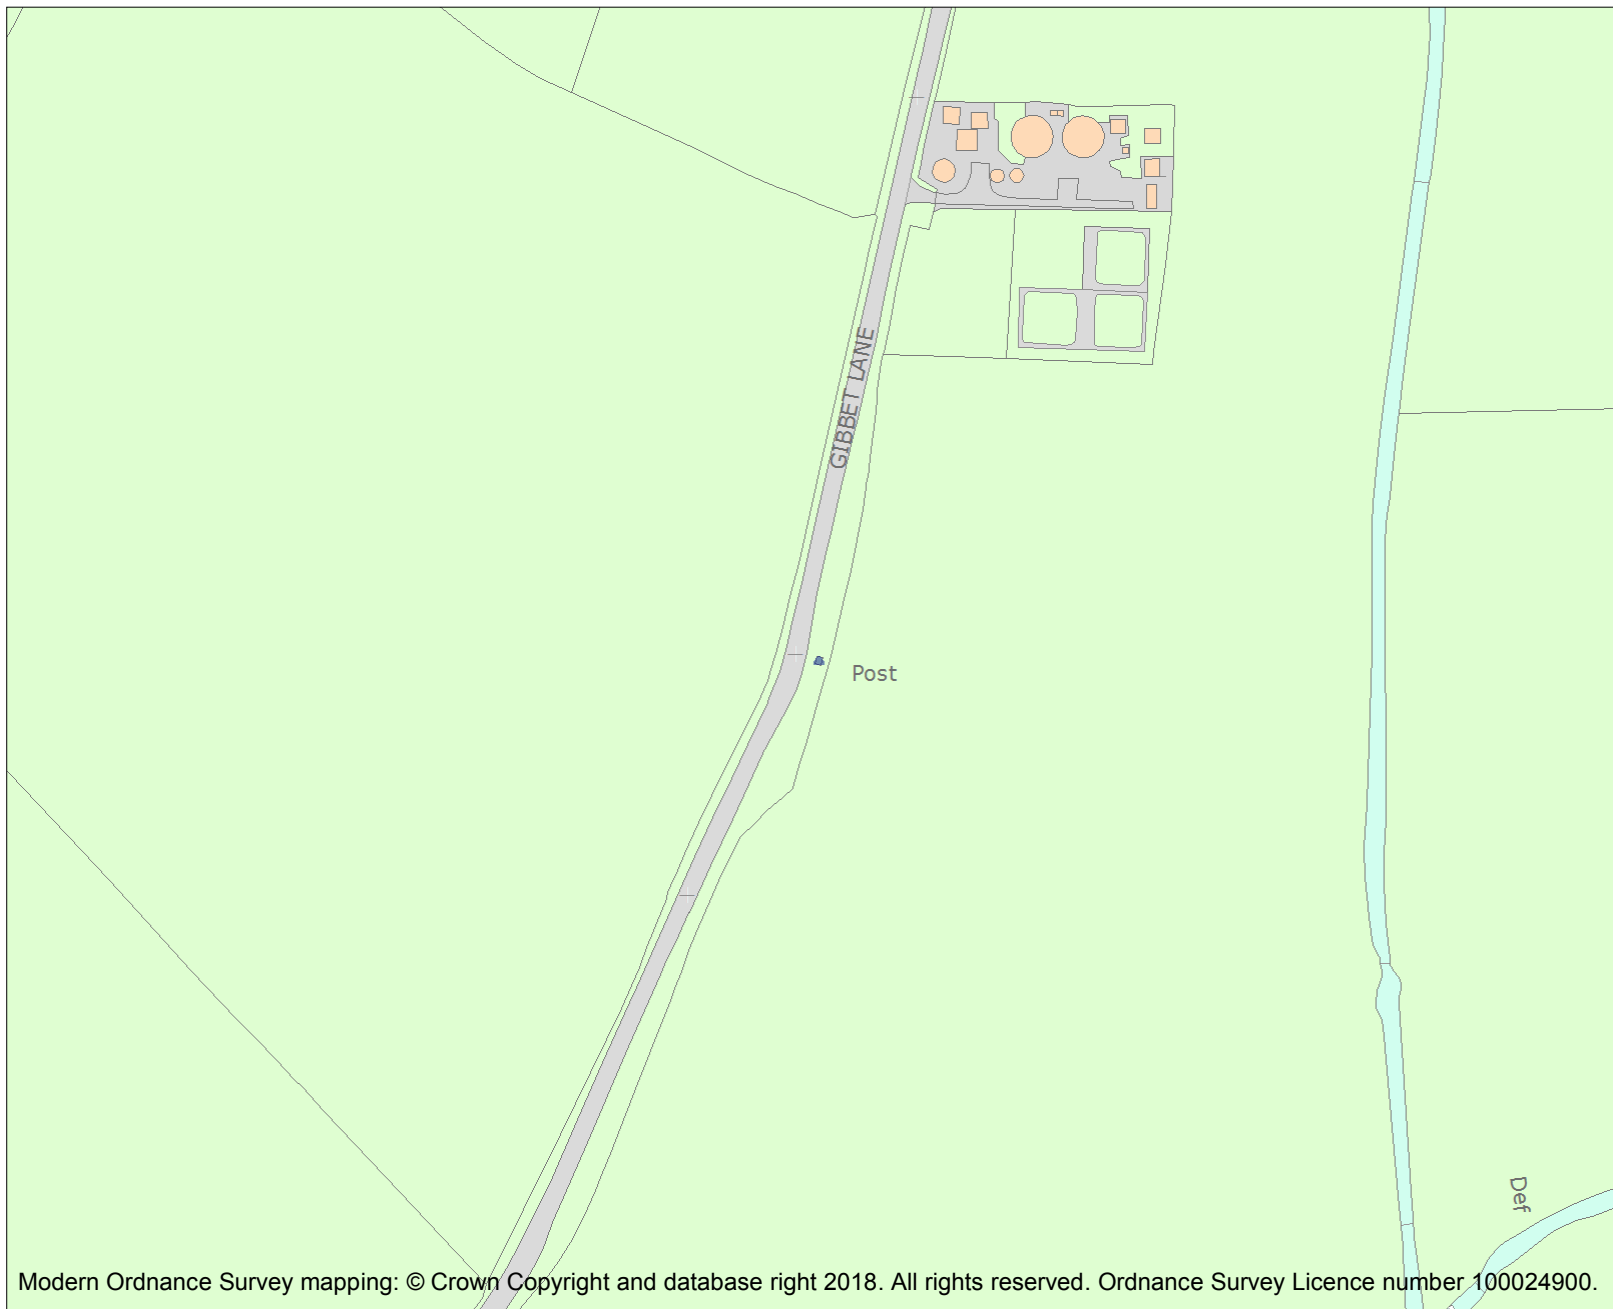 GIBBET LANE
Post
Def
Modern Ordnance Survey mapping: © Crown Copyright and database right 2018. All rights reserved. Ordnance Survey Licence number 100024900.